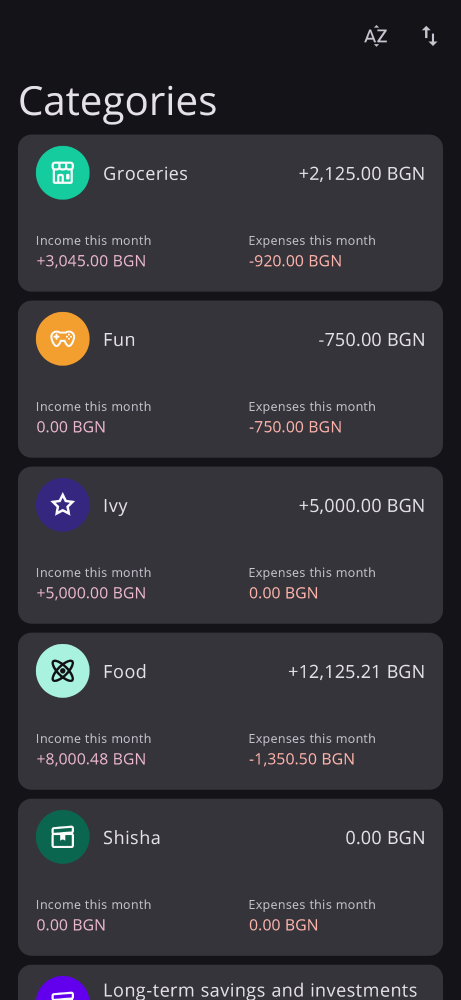 AZ
Categories
Groceries +2,125.00 BGN
Income this month Expenses this month
+3,045.00 BGN -920.00 BGN
Fun -750.00 BGN
Income this month Expenses this month
0.00 BGN -750.00 BGN
Ivy +5,000.00 BGN
Income this month Expenses this month
+5,000.00 BGN 0.00 BGN
Food +12,125.21 BGN
Income this month Expenses this month
+8,000.48 BGN -1,350.50 BGN
Shisha 0.00 BGN
Income this month Expenses this month
0.00 BGN 0.00 BGN
Long-term savings and investments